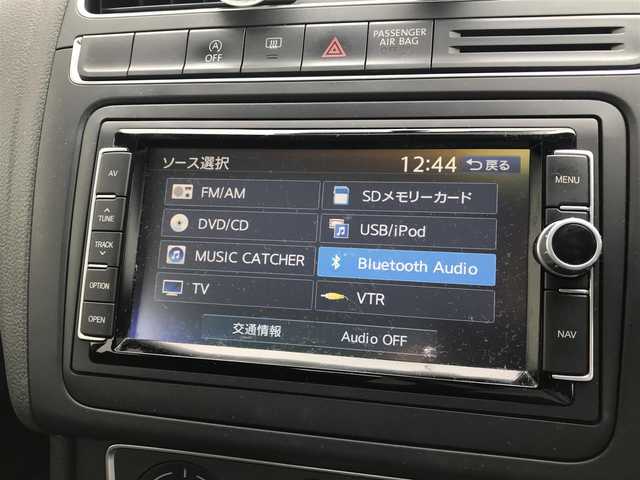 A
OFF
PASSENGER
AIR BAG
ソース選択
12:44
戻る
FM/AM
SDメモリーカード
DVD/CD
USB/iPod
MUSIC CATCHER
Bluetooth Audio
TV
VTR
交通情報
Audio OFF
AV
TUNE
TRACK
OPTION
OPEN
MENU
NAV